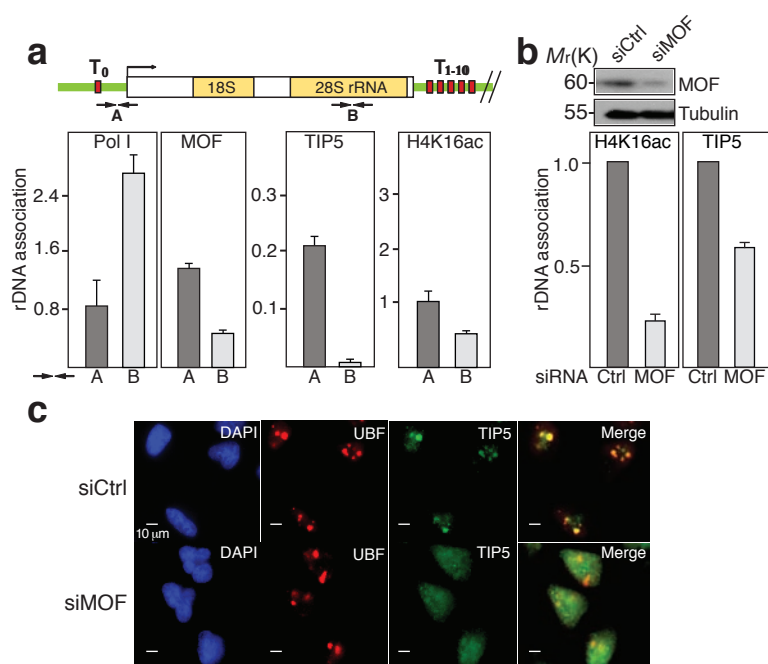 a
T0
T1-10
18S
28S rRNA
A
B
Pol I
MOF
TIP5
H4K16ac
rDNA association
2.4
1.6
0.8
0.3
0.2
0.1
3
2
1
A B
A B
A B
A B
b
siCtrl siMOF
Mr(K)
60 MOF
55 Tubulin
H4K16ac TIP5
rDNA association
1.0
0.5
siRNA Ctrl MOF Ctrl MOF
c
siCtrl
DAPI UBF TIP5 Merge
10 µm
siMOF
DAPI UBF TIP5 Merge